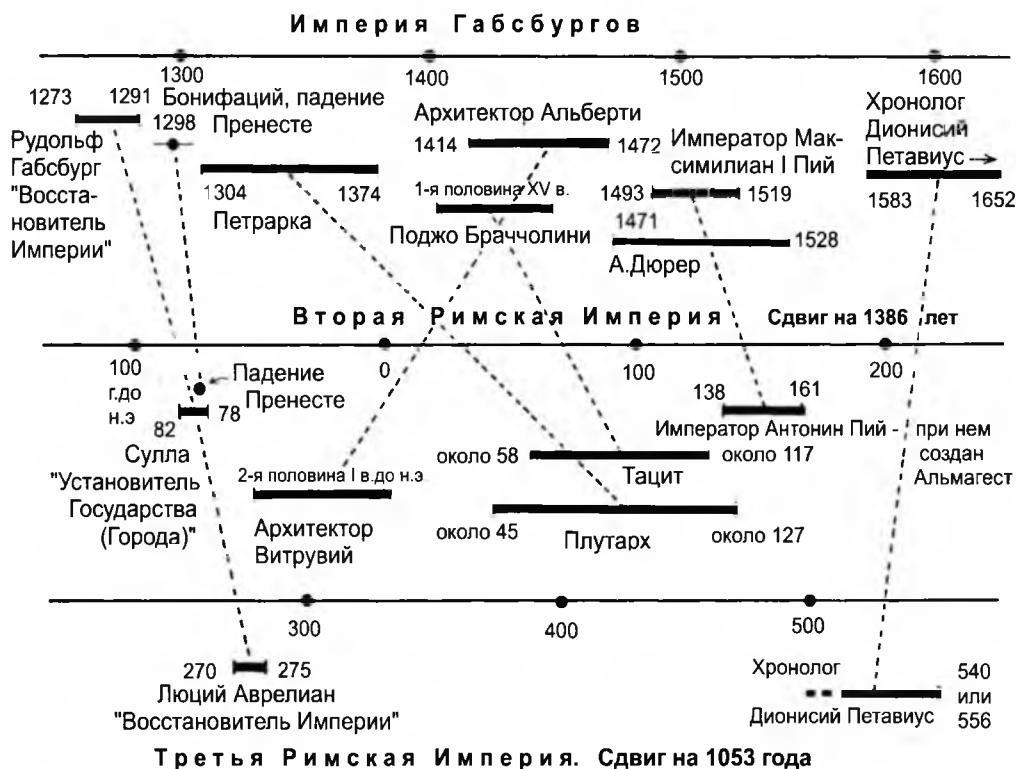 Империя Габсбургов
1300
1400
1500
1600
1273
1291
Рудольф
Габсбург
"Восста-
новитель
Империи"
Бонифаций, падение
1298
Пренесте
1304
1374
Петрарка
Архитектор Альберти
1414
1472
1-я половина XV в.
Поджо Браччолини
Император Мак-
симилиан I Пий
1493
1519
1471
1528
А.Дюрер
Хронолог
Дионисий
Петавиус
1583
1652
Вторая Римская Империя Сдвиг на 1386 лет
100
г.до
н.э
0
100
200
Падение
Пренесте
82
78
Сулла
"Установитель
Государства
(Города)"
2-я половина I в.до н.э
Архитектор
Витрувий
138
161
Император Антонин Пий - при нем
создан
Альмагест
около 58
около 117
Тацит
около 45
около 127
Плутарх
300
400
500
270
275
Люций Аврелиан
"Восстановитель Империи"
Хронолог
Дионисий Петавиус
540
или
556
Третья Римская Империя. Сдвиг на 1053 года